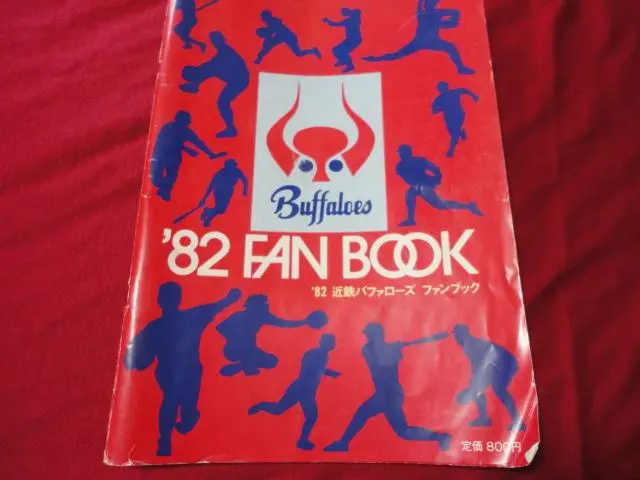 Buffaloes
'82 FAN BOOK
'82 近鉄バファローズ ファンブック
定価 800円